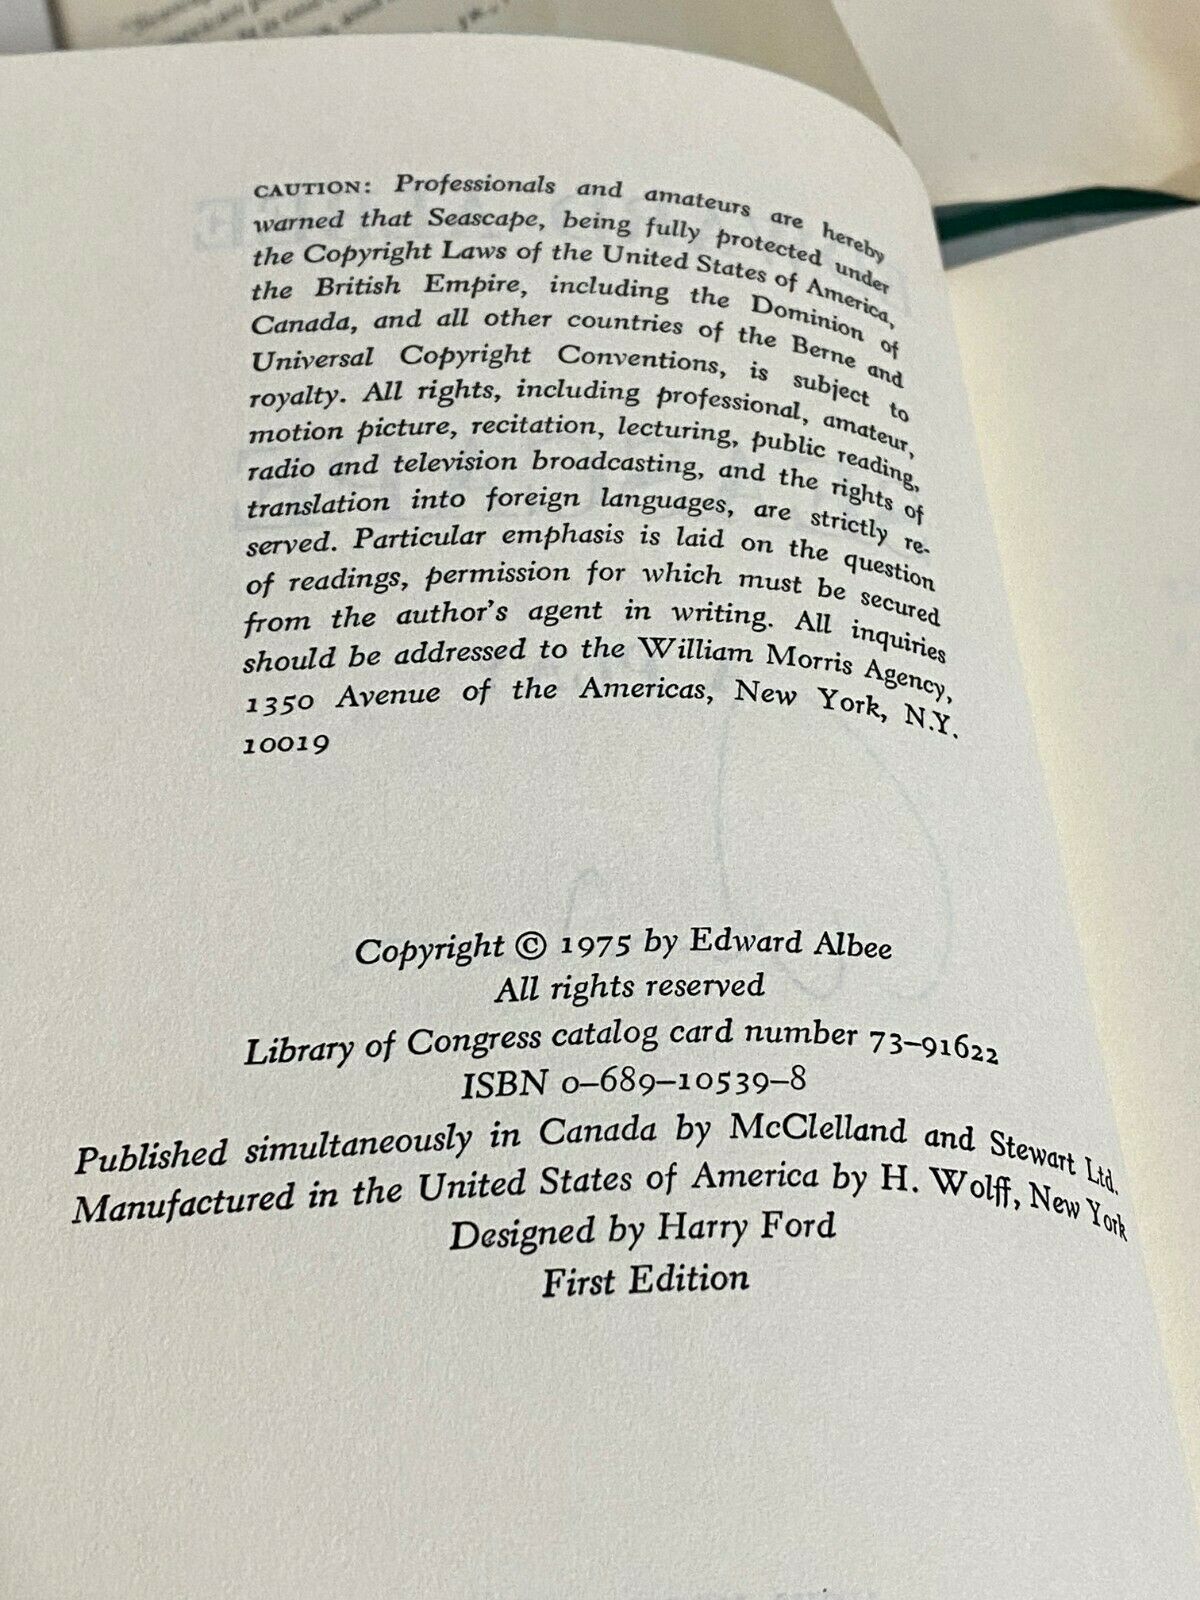 CAUTION: Professionals and amateurs are hereby
warned that Seascape, being fully protected under
the Copyright Laws of the United States of America,
the British Empire, including the Dominion of
Canada, and all other countries of the Berne and
Universal Copyright Conventions, is subject to
royalty. All rights, including professional, amateur,
motion picture, recitation, lecturing, public reading,
radio and television broadcasting, and the rights of
translation into foreign languages, are strictly re-
served. Particular emphasis is laid on the question
of readings, permission for which must be secured
from the author's agent in writing. All inquiries
should be addressed to the William Morris Agency,
1350 Avenue of the Americas, New York, N.Y.
10019
Copyright © 1975 by Edward Albee
All rights reserved
Library of Congress catalog card number 73–91622
ISBN 0–689–10539–8
Published simultaneously in Canada by McClelland and Stewart Ltd.
Manufactured in the United States of America by H. Wolff, New York
Designed by Harry Ford
First Edition